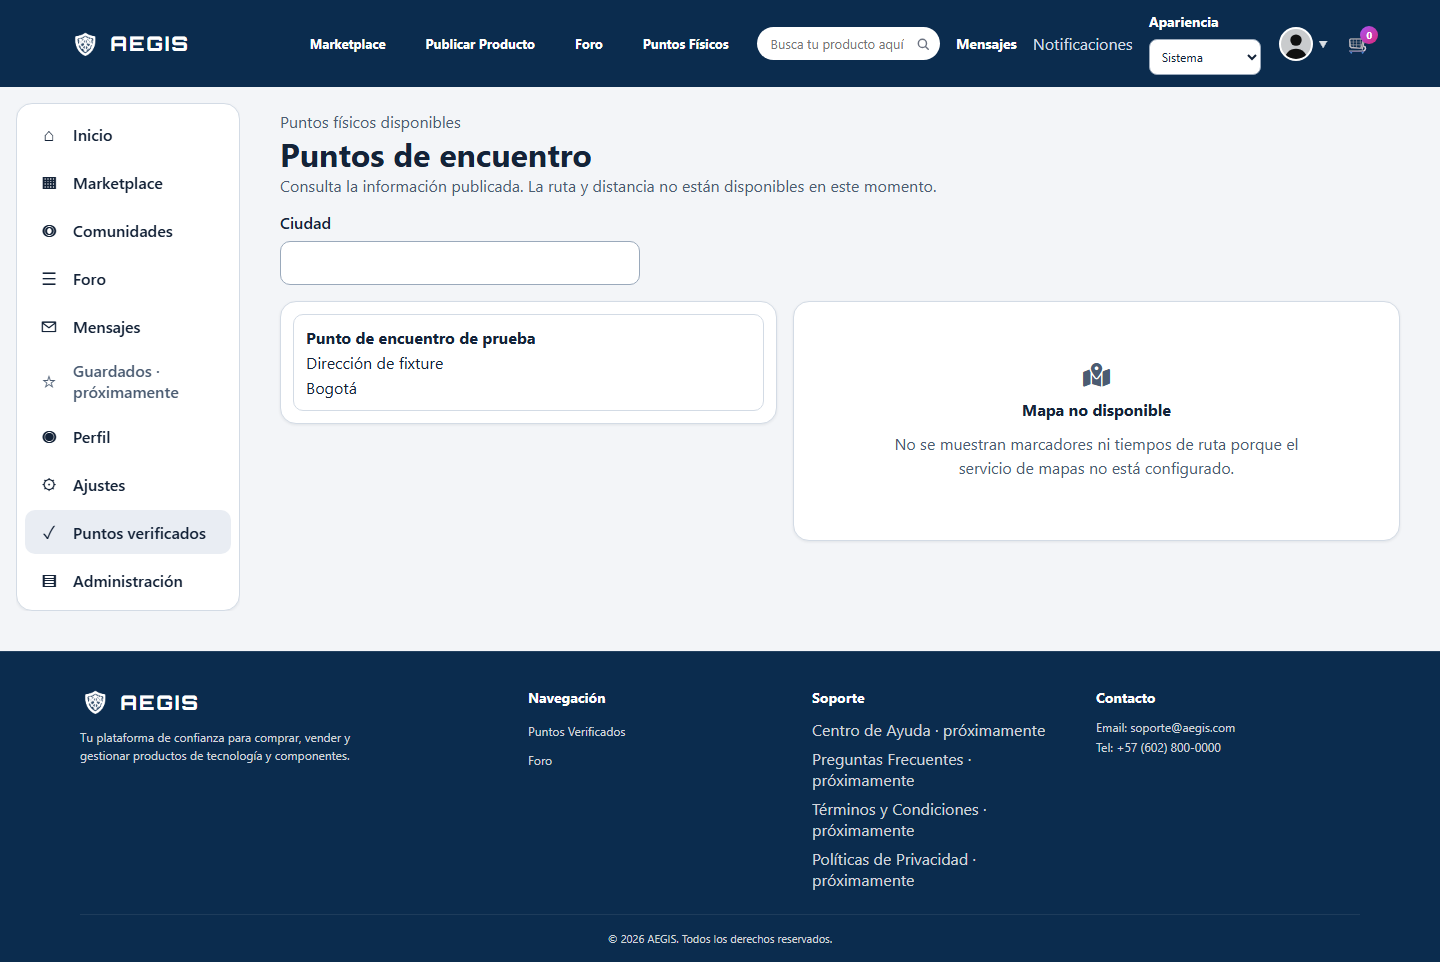 AEGIS
Marketplace
Publicar Producto
Foro
Puntos Físicos
Busca tu producto aquí
Mensajes
Notificaciones
Apariencia
Sistema
0
Inicio
Marketplace
Comunidades
Foro
Mensajes
Guardados ·
próximamente
Perfil
Ajustes
Puntos verificados
Administración
Puntos físicos disponibles
Puntos de encuentro
Consulta la información publicada. La ruta y distancia no están disponibles en este momento.
Ciudad
Punto de encuentro de prueba
Dirección de fixture
Bogotá
Mapa no disponible
No se muestran marcadores ni tiempos de ruta porque el
servicio de mapas no está configurado.
AEGIS
Tu plataforma de confianza para comprar, vender y
gestionar productos de tecnología y componentes.
Navegación
Puntos Verificados
Foro
Soporte
Centro de Ayuda · próximamente
Preguntas Frecuentes ·
próximamente
Términos y Condiciones ·
próximamente
Políticas de Privacidad ·
próximamente
Contacto
Email: soporte@aegis.com
Tel: +57 (602) 800-0000
© 2026 AEGIS. Todos los derechos reservados.